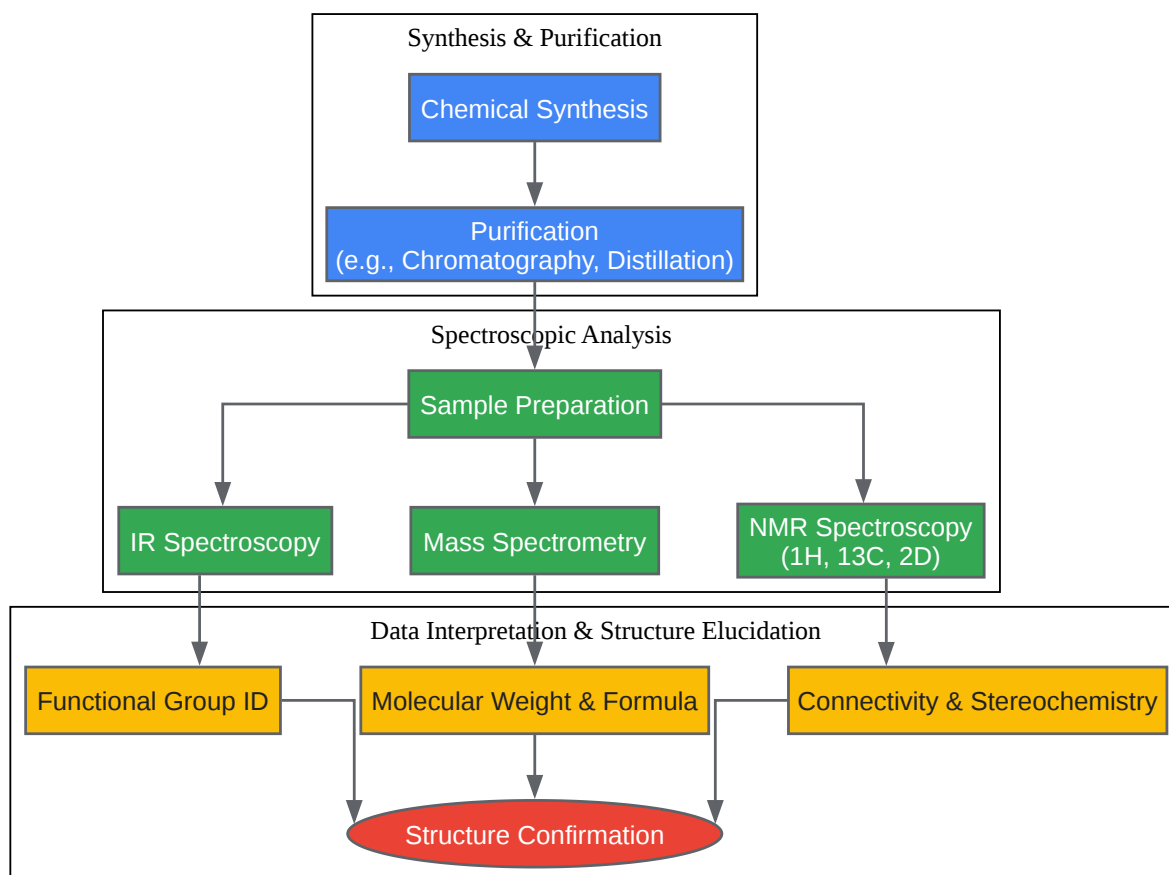 Synthesis & Purification
Chemical Synthesis
Purification
(e.g., Chromatography, Distillation)
Spectroscopic Analysis
Sample Preparation
IR Spectroscopy
Mass Spectrometry
NMR Spectroscopy
(1H, 13C, 2D)
Data Interpretation & Structure Elucidation
Functional Group ID
Molecular Weight & Formula
Connectivity & Stereochemistry
Structure Confirmation